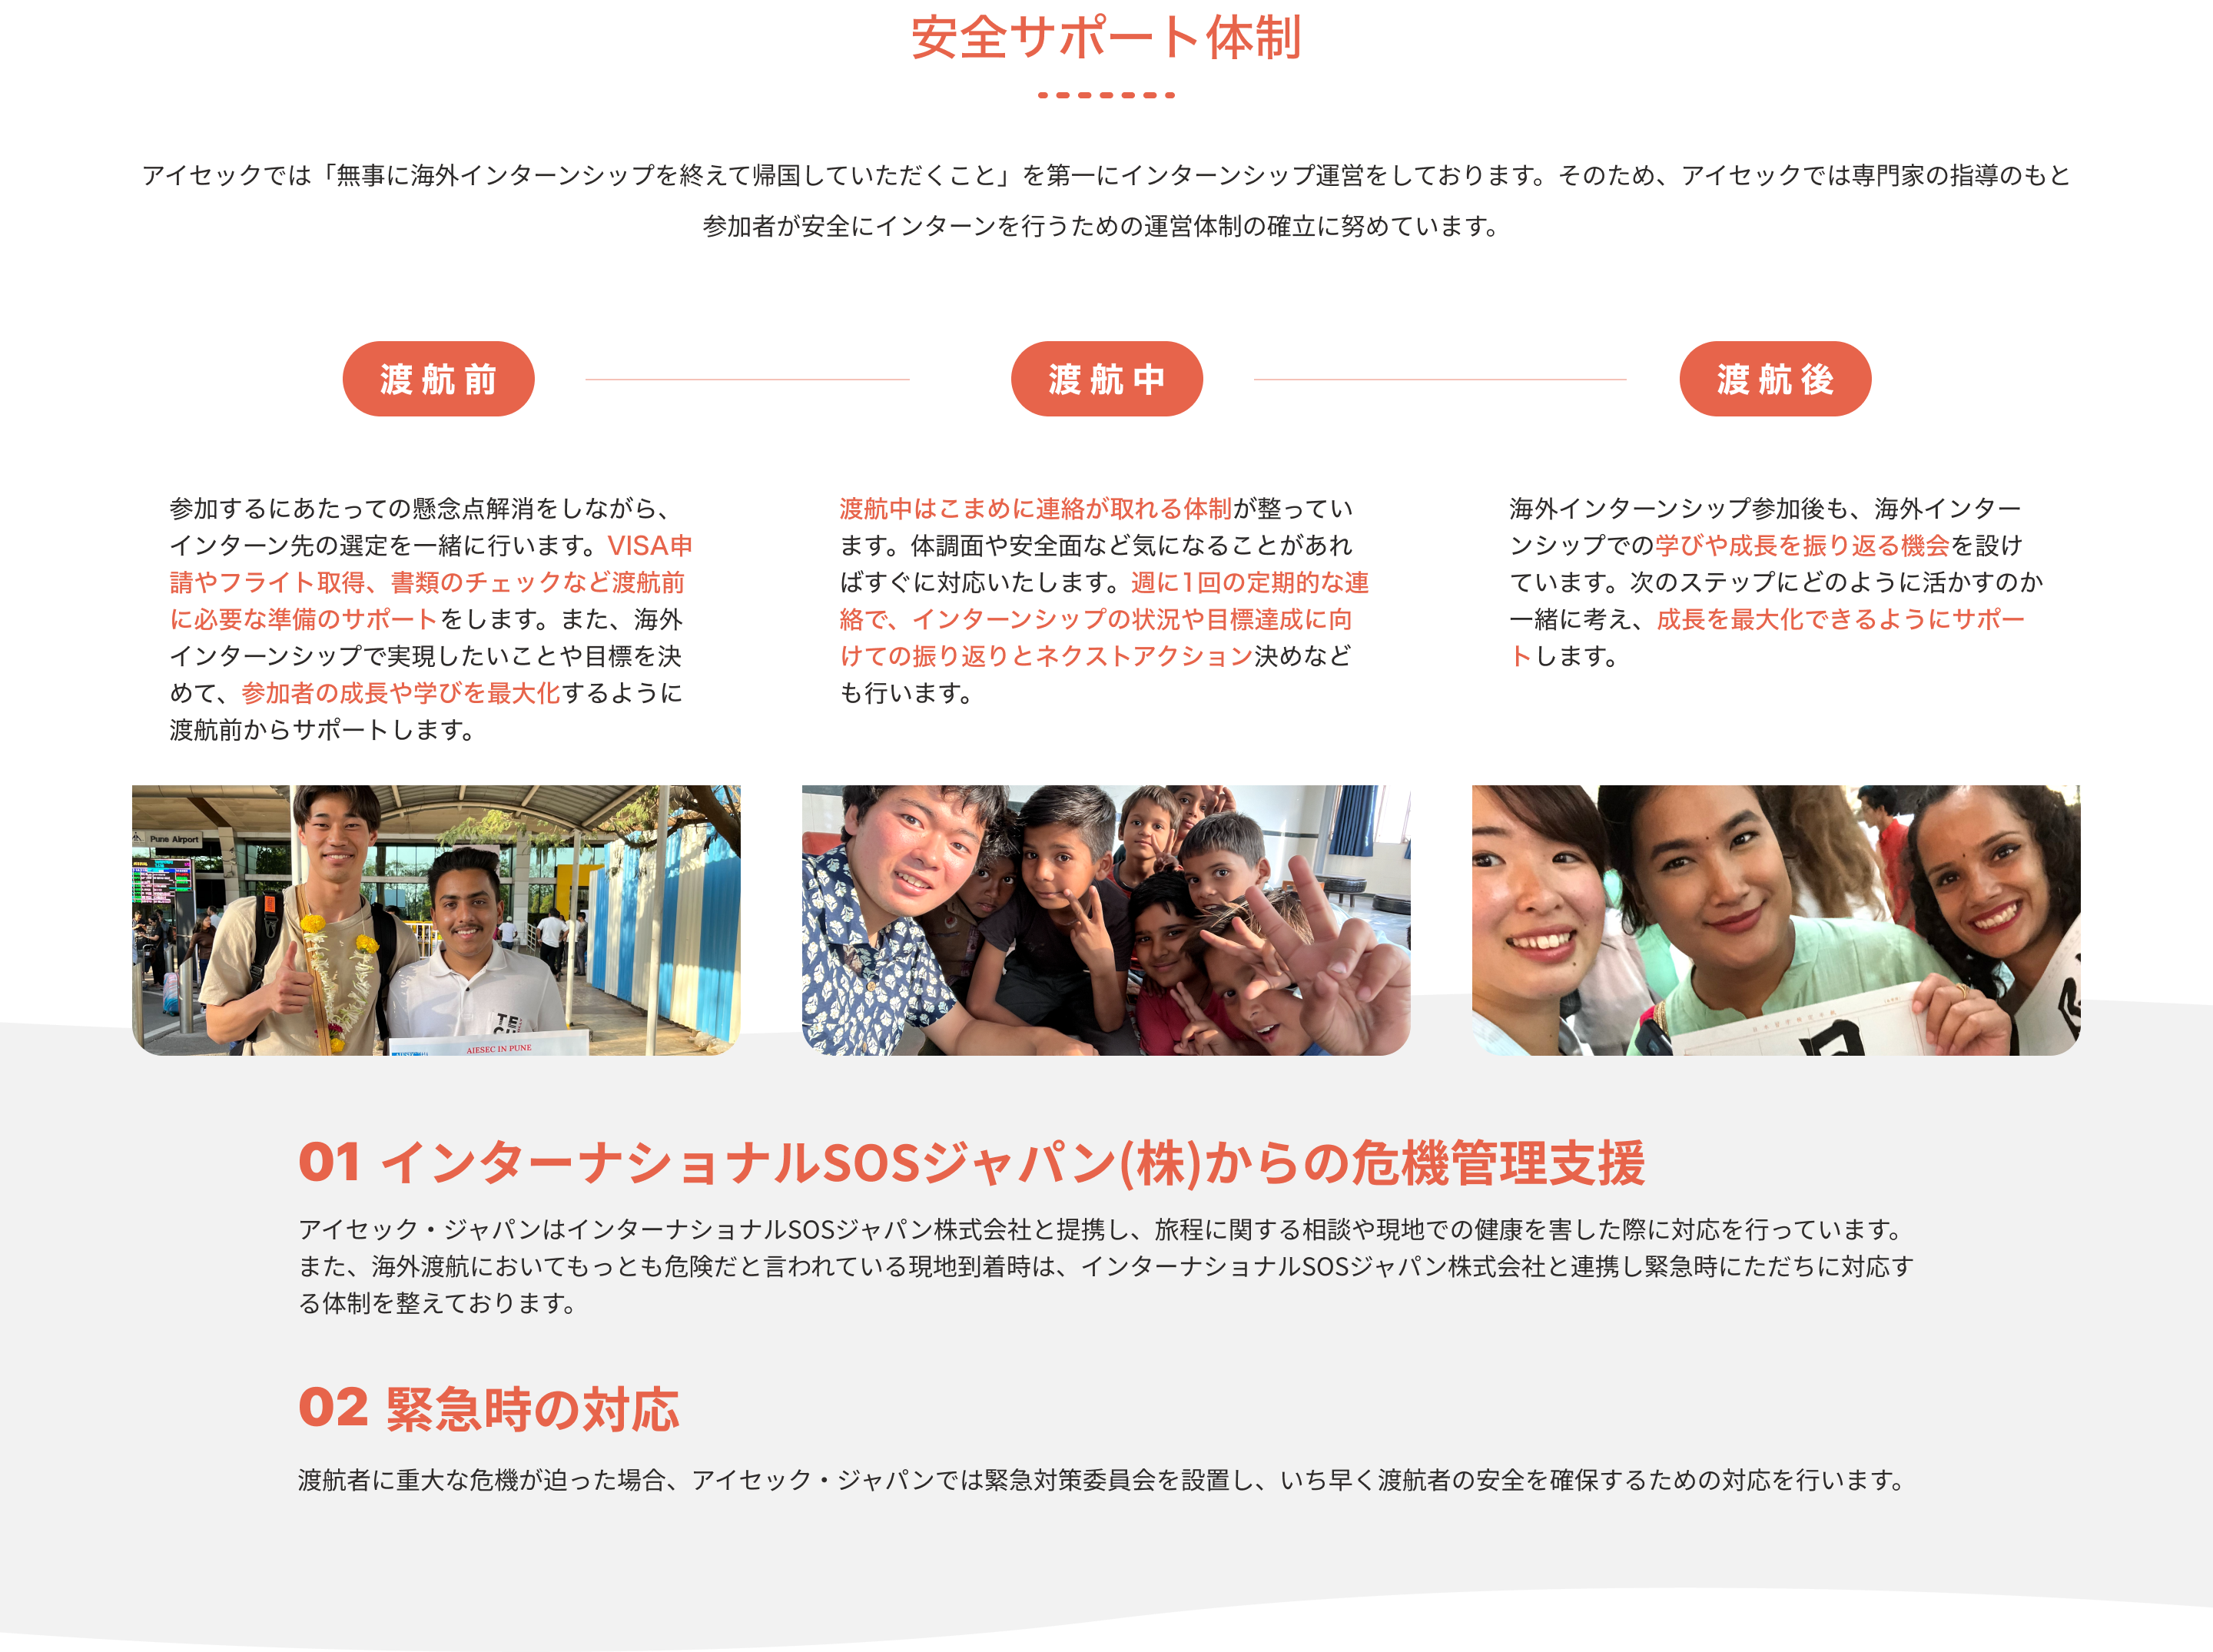 安全サポート体制
アイセックでは「無事に海外インターンシップを終えて帰国していただくこと」を第一にインターンシップ運営をしております。そのため、アイセックでは専門家の指導のもと
参加者が安全にインターンを行うための運営体制の確立に努めています。
渡航前
渡航中
渡航後
参加するにあたっての懸念点解消をしながら、
インターン先の選定を一緒に行います。VISA申
請やフライト取得、書類のチェックなど渡航前
に必要な準備のサポートをします。また、海外
インターンシップで実現したいことや目標を決
めて、参加者の成長や学びを最大化するように
渡航前からサポートします。
渡航中はこまめに連絡が取れる体制が整ってい
ます。体調面や安全面など気になることがあれ
ばすぐに対応いたします。週に1回の定期的な連
絡で、インターンシップの状況や目標達成に向
けての振り返りとネクストアクション決めなど
も行います。
海外インターンシップ参加後も、海外インター
ンシップでの学びや成長を振り返る機会を設け
ています。次のステップにどのように活かすのか
一緒に考え、成長を最大化できるようにサポー
トします。
Pune Airport
AIESEC IN PUNE
01 インターナショナルSOSジャパン(株)からの危機管理支援
アイセック・ジャパンはインターナショナルSOSジャパン株式会社と提携し、旅程に関する相談や現地での健康を害した際に対応を行っています。
また、海外渡航においてもっとも危険だと言われている現地到着時は、インターナショナルSOSジャパン株式会社と連携し緊急時にただちに対応す
る体制を整えております。
02 緊急時の対応
渡航者に重大な危機が迫った場合、アイセック・ジャパンでは緊急対策委員会を設置し、いち早く渡航者の安全を確保するための対応を行います。